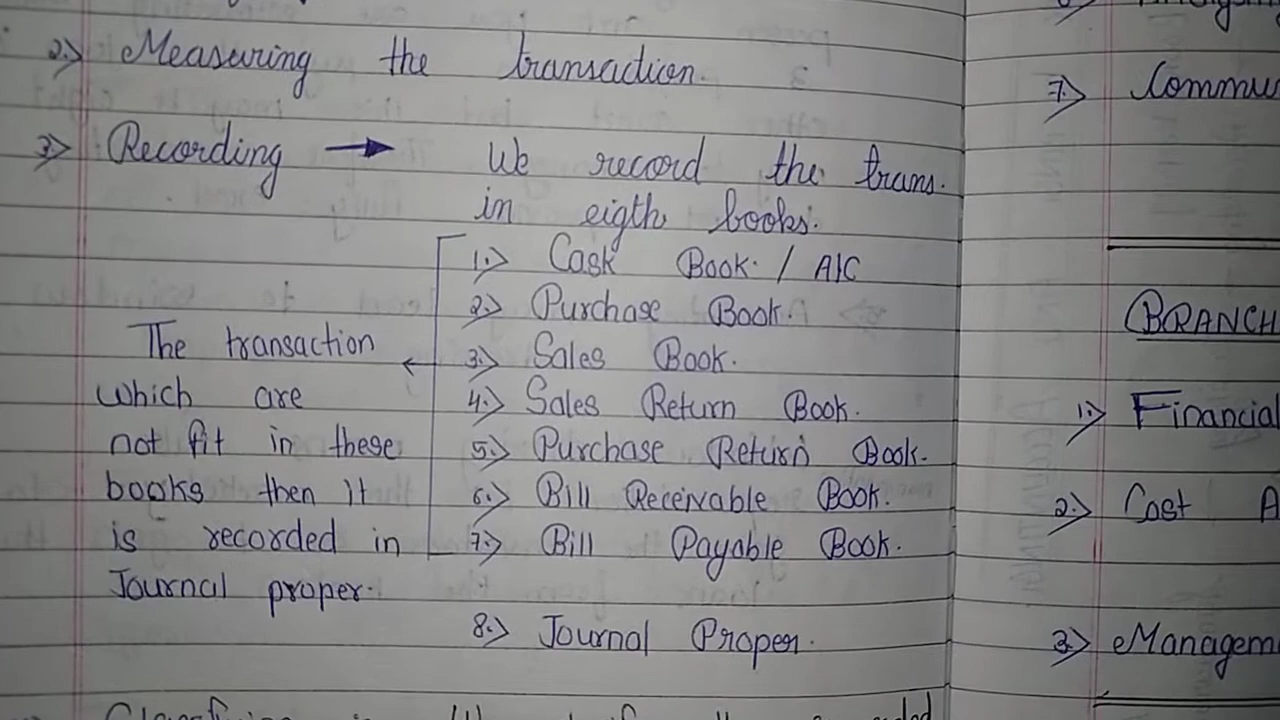 2.> Measuring the transaction.
3.> Recording → We record the trans.
in eigth books.
1.> Cash Book. / A/C
2.> Purchase Book.
3.> Sales Book.
4.> Sales Return Book.
5.> Purchase Return Book.
6.> Bill Receivable Book.
7.> Bill Payable Book.
The transaction
which are
not fit in these
books then it
is recorded in
Journal proper.
8.> Journal Proper.
7.>
BRANCH
1.> Financial
2.> Cost A
3.> Managem